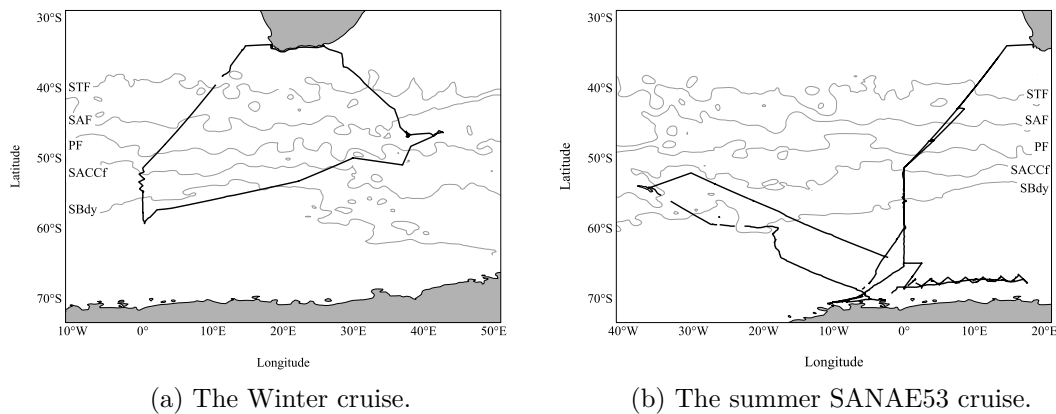 30°S
40°S
50°S
60°S
70°S
Latitude
STF
SAF
PF
SACCf
SBdy
10°W 0° 10°E 20°E 30°E 40°E 50°E
Longitude
(a) The Winter cruise.
30°S
40°S
50°S
60°S
70°S
Latitude
STF
SAF
PF
SACCf
SBdy
40°W 30°W 20°W 10°W 0° 10°E 20°E
Longitude
(b) The summer SANAE53 cruise.